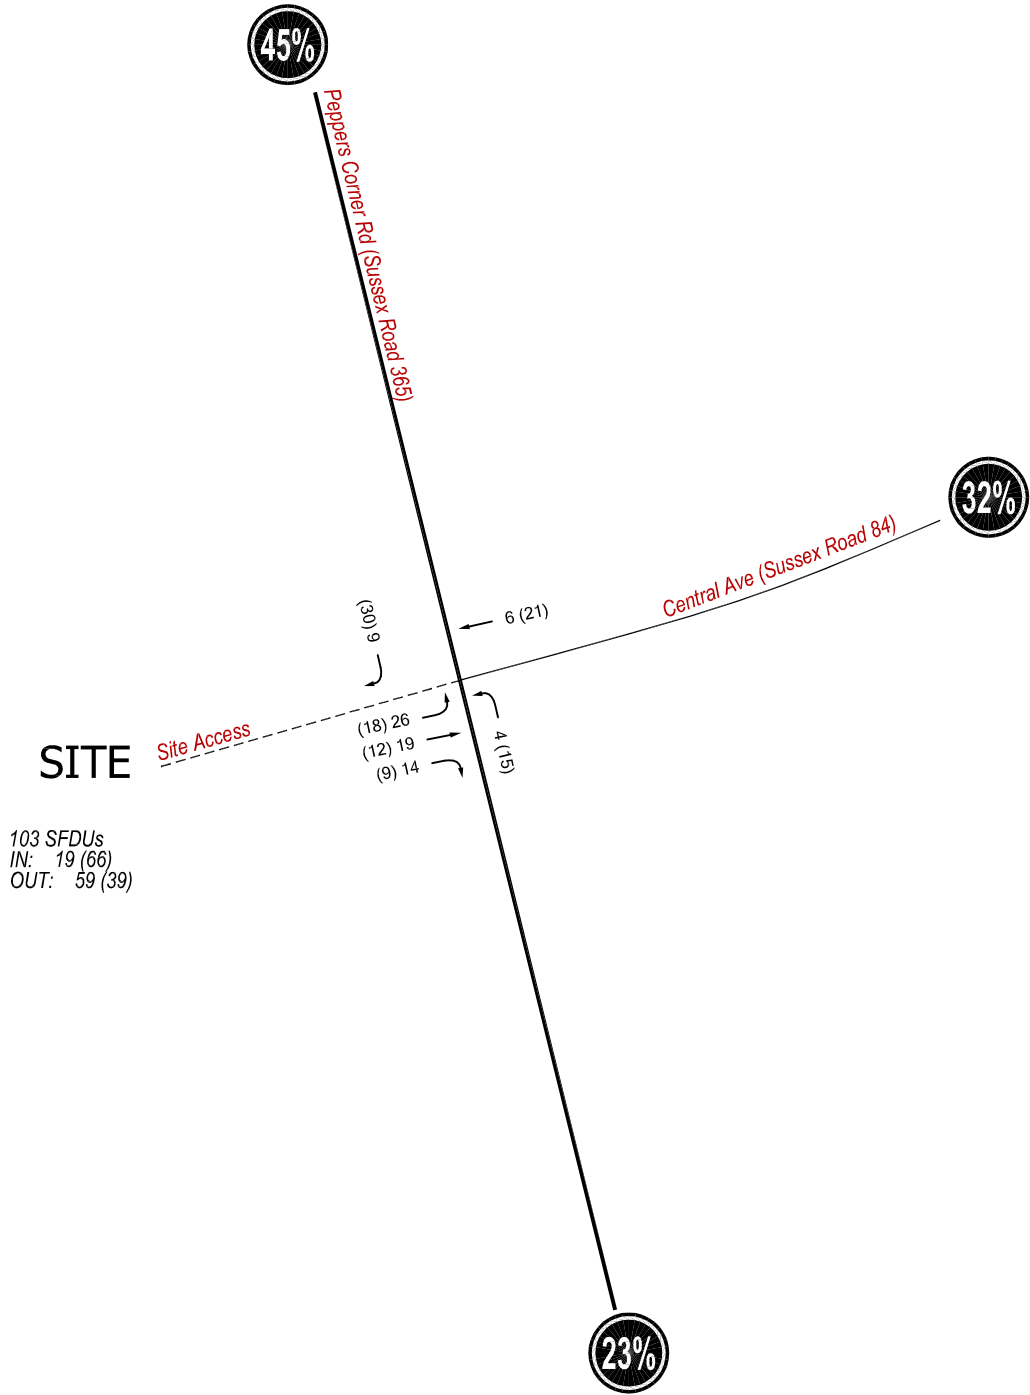 45%
Peppers Corner Rd (Sussex Road 365)
32%
Central Ave (Sussex Road 84)
(30) 9
6 (21)
(18) 26
(12) 19
(9) 14
4 (15)
Site Access
SITE
103 SFDUs
IN: 19 (66)
OUT: 59 (39)
23%